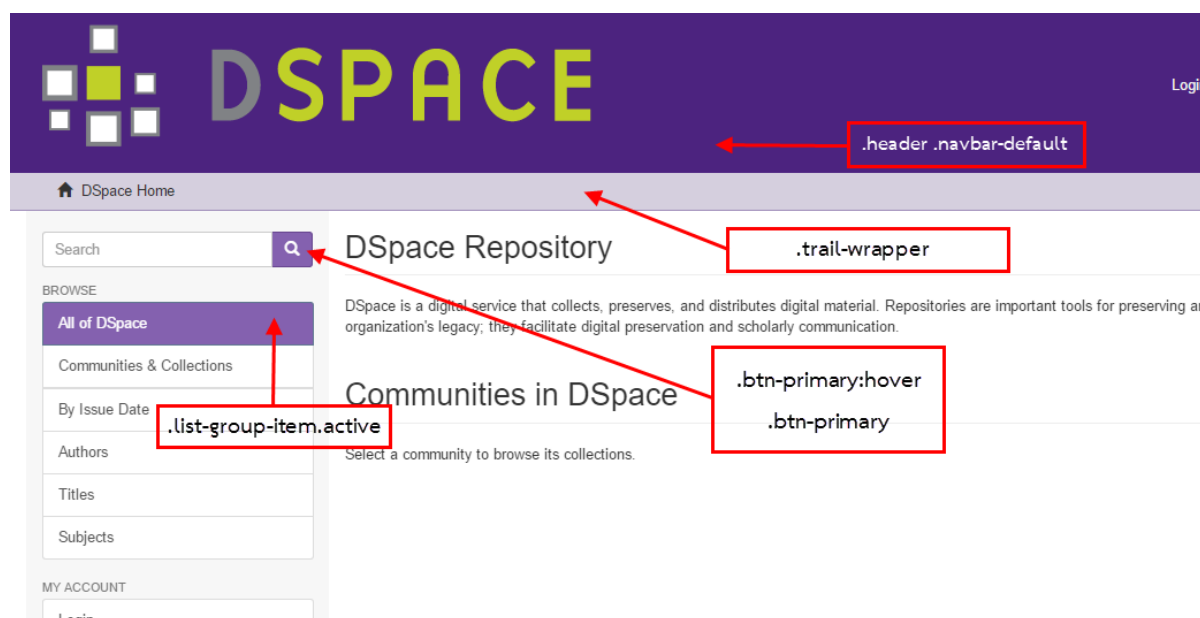 DSPACE
Logi
.header .navbar-default
DSpace Home
Search
DSpace Repository
.trail-wrapper
BROWSE
All of DSpace
DSpace is a digital service that collects, preserves, and distributes digital material. Repositories are important tools for preserving an
organization's legacy; they facilitate digital preservation and scholarly communication.
Communities & Collections
Communities in DSpace
.btn-primary:hover
.btn-primary
By Issue Date
.list-group-item.active
Authors
Select a community to browse its collections.
Titles
Subjects
MY ACCOUNT
Login